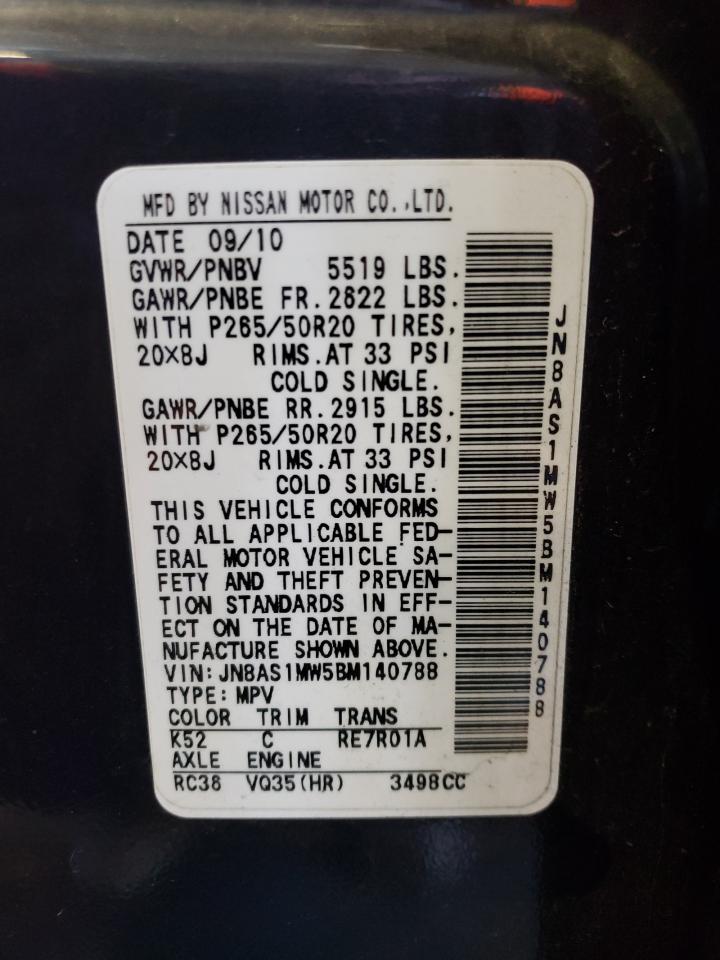 MFD BY NISSAN MOTOR CO.,LTD.
DATE 09/10
GVWR/PNBV 5519 LBS.
GAWR/PNBE FR.2622 LBS.
WITH P265/50R20 TIRES,
20×8J RIMS.AT 33 PSI
COLD SINGLE.
GAWR/PNBE RR.2915 LBS.
WITH P265/50R20 TIRES,
20×8J RIMS.AT 33 PSI
COLD SINGLE.
THIS VEHICLE CONFORMS
TO ALL APPLICABLE FED-
ERAL MOTOR VEHICLE SA-
FETY AND THEFT PREVEN-
TION STANDARDS IN EFF-
ECT ON THE DATE OF MA-
NUFACTURE SHOWN ABOVE.
VIN:JN8AS1MW5BM140788
TYPE:MPV
COLOR TRIM TRANS
K52 C RE7R01A
AXLE ENGINE
RC38 VQ35(HR) 3498CC
JN8AS1MW5BM140788